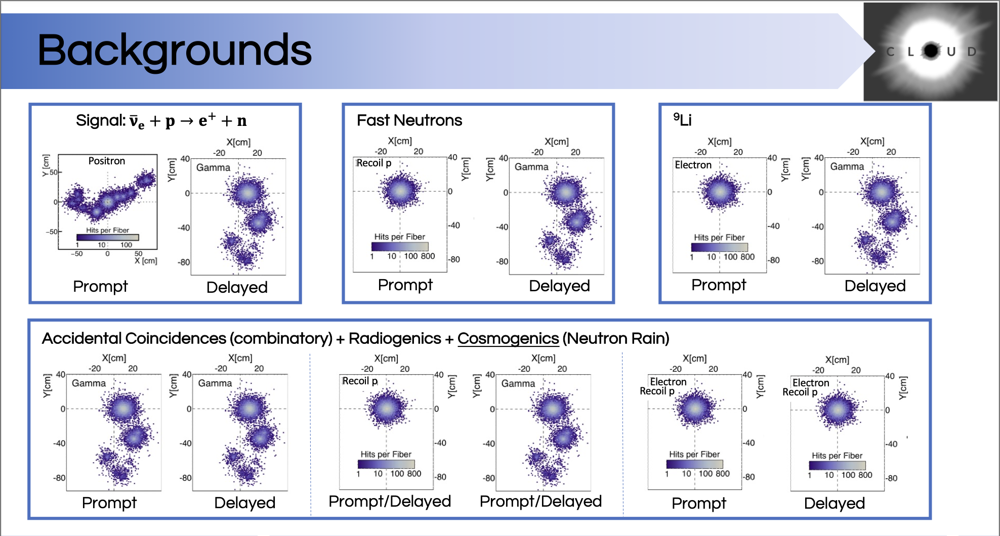 Backgrounds
C L O U D
Signal: ν̄ₑ + p → e⁺ + n
Positron
Y [cm]
50
0
−50
Hits per Fiber
1 10 100
−50 0 50
X [cm]
Prompt
X[cm]
-20 20
40
Y[cm]
Gamma
0
-40
-80
Delayed
Fast Neutrons
X[cm]
-20 20
Recoil p
40
Y[cm]
0
-40
Hits per Fiber
1 10 100 800
-80
Prompt
X[cm]
-20 20
40
Y[cm]
Gamma
0
-40
-80
Delayed
⁹Li
X[cm]
-20 20
Electron
40
Y[cm]
0
-40
Hits per Fiber
1 10 100 800
-80
Prompt
X[cm]
-20 20
40
Y[cm]
Gamma
0
-40
-80
Delayed
Accidental Coincidences (combinatory) + Radiogenics + Cosmogenics (Neutron Rain)
X[cm]
-20 20
40
Y[cm]
Gamma
0
-40
-80
Prompt
X[cm]
-20 20
40
Y[cm]
Gamma
0
-40
-80
Delayed
X[cm]
-20 20
Recoil p
40
Y[cm]
0
-40
Hits per Fiber
1 10 100 800
-80
Prompt/Delayed
X[cm]
-20 20
40
Y[cm]
Gamma
0
-40
-80
Prompt/Delayed
X[cm]
-20 20
Electron
Recoil p
40
Y[cm]
0
-40
Hits per Fiber
1 10 100 800
-80
Prompt
X[cm]
-20 20
Electron
Recoil p
40
Y[cm]
0
-40
Hits per Fiber
1 10 100 800
-80
Delayed